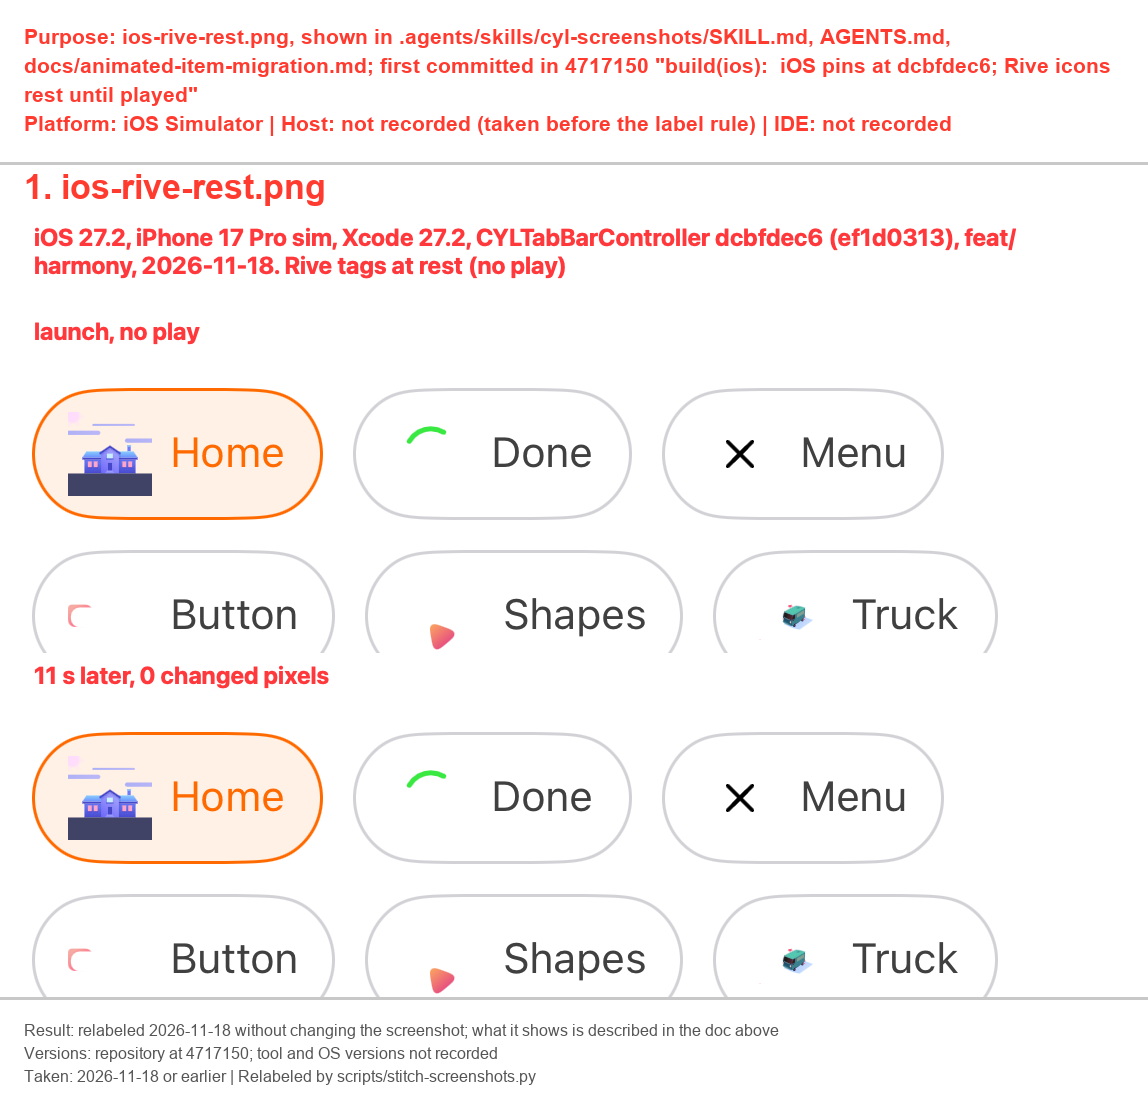 Purpose: ios-rive-rest.png, shown in .agents/skills/cyl-screenshots/SKILL.md, AGENTS.md,
docs/animated-item-migration.md; first committed in 4717150 "build(ios):  iOS pins at dcbfdec6; Rive icons
rest until played"
Platform: iOS Simulator | Host: not recorded (taken before the label rule) | IDE: not recorded
1. ios-rive-rest.png
iOS 27.2, iPhone 17 Pro sim, Xcode 27.2, CYLTabBarController dcbfdec6 (ef1d0313), feat/
harmony, 2026-11-18. Rive tags at rest (no play)
launch, no play
Home
Done
Menu
Button
Shapes
Truck
11 s later, 0 changed pixels
Home
Done
Menu
Button
Shapes
Truck
Result: relabeled 2026-11-18 without changing the screenshot; what it shows is described in the doc above
Versions: repository at 4717150; tool and OS versions not recorded
Taken: 2026-11-18 or earlier | Relabeled by scripts/stitch-screenshots.py